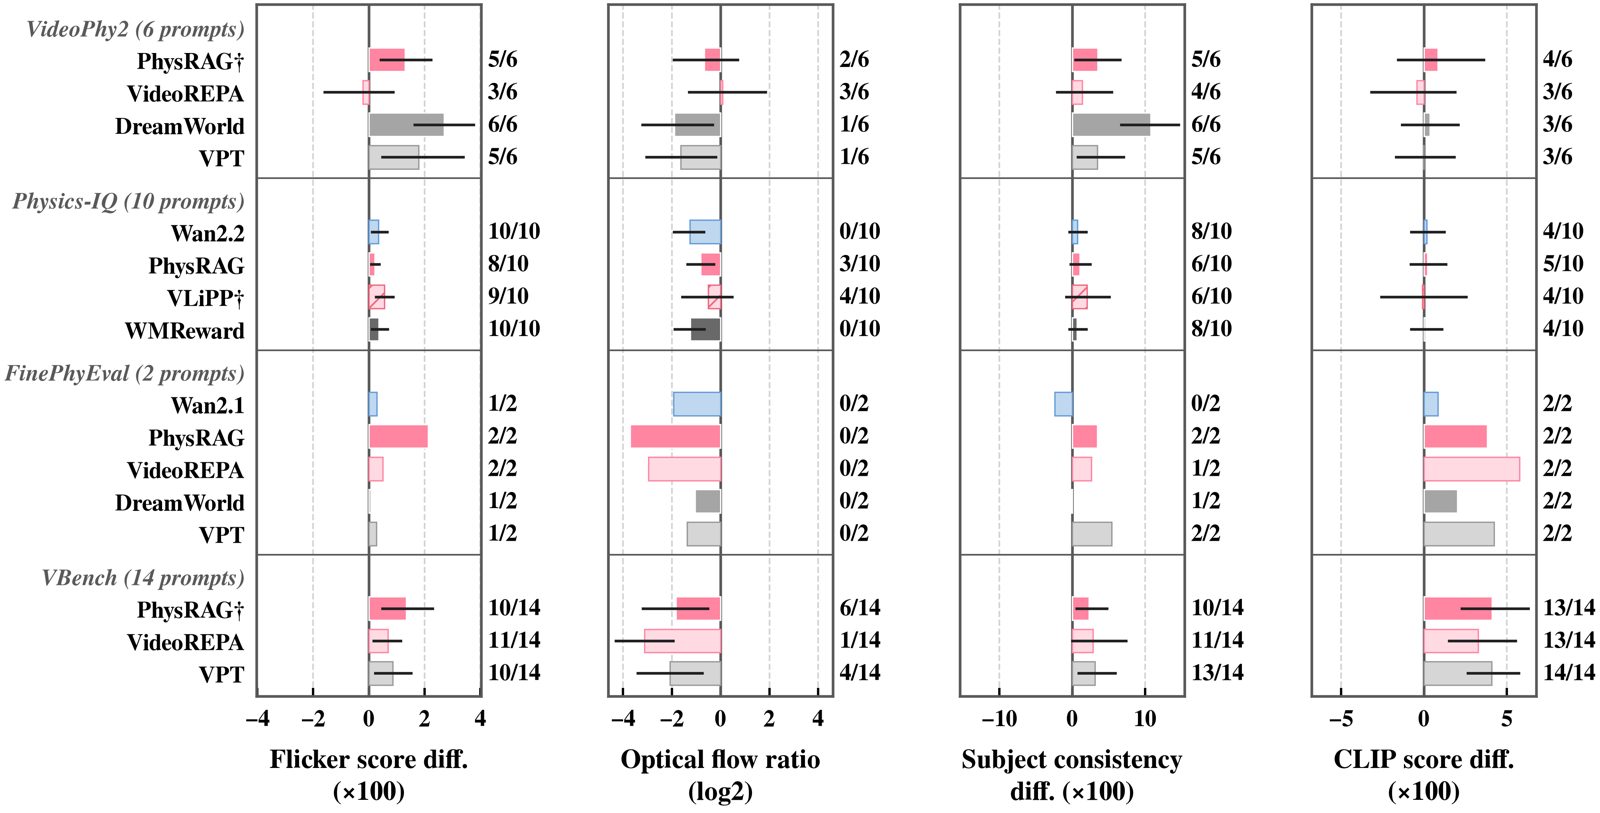 VideoPhy2 (6 prompts)
PhysRAG† 5/6 2/6 5/6 4/6
VideoREPA 3/6 3/6 4/6 3/6
DreamWorld 6/6 1/6 6/6 3/6
VPT 5/6 1/6 5/6 3/6
Physics-IQ (10 prompts)
Wan2.2 10/10 0/10 8/10 4/10
PhysRAG 8/10 3/10 6/10 5/10
VLiPP† 9/10 4/10 6/10 4/10
WMReward 10/10 0/10 8/10 4/10
FinePhyEval (2 prompts)
Wan2.1 1/2 0/2 0/2 2/2
PhysRAG 2/2 0/2 2/2 2/2
VideoREPA 2/2 0/2 1/2 2/2
DreamWorld 1/2 0/2 1/2 2/2
VPT 1/2 0/2 2/2 2/2
VBench (14 prompts)
PhysRAG† 10/14 6/14 10/14 13/14
VideoREPA 11/14 1/14 11/14 13/14
VPT 10/14 4/14 13/14 14/14
−4 −2 0 2 4 −4 −2 0 2 4 −10 0 10 −5 0 5
Flicker score diff. Optical flow ratio Subject consistency CLIP score diff.
(×100) (log2) diff. (×100) (×100)